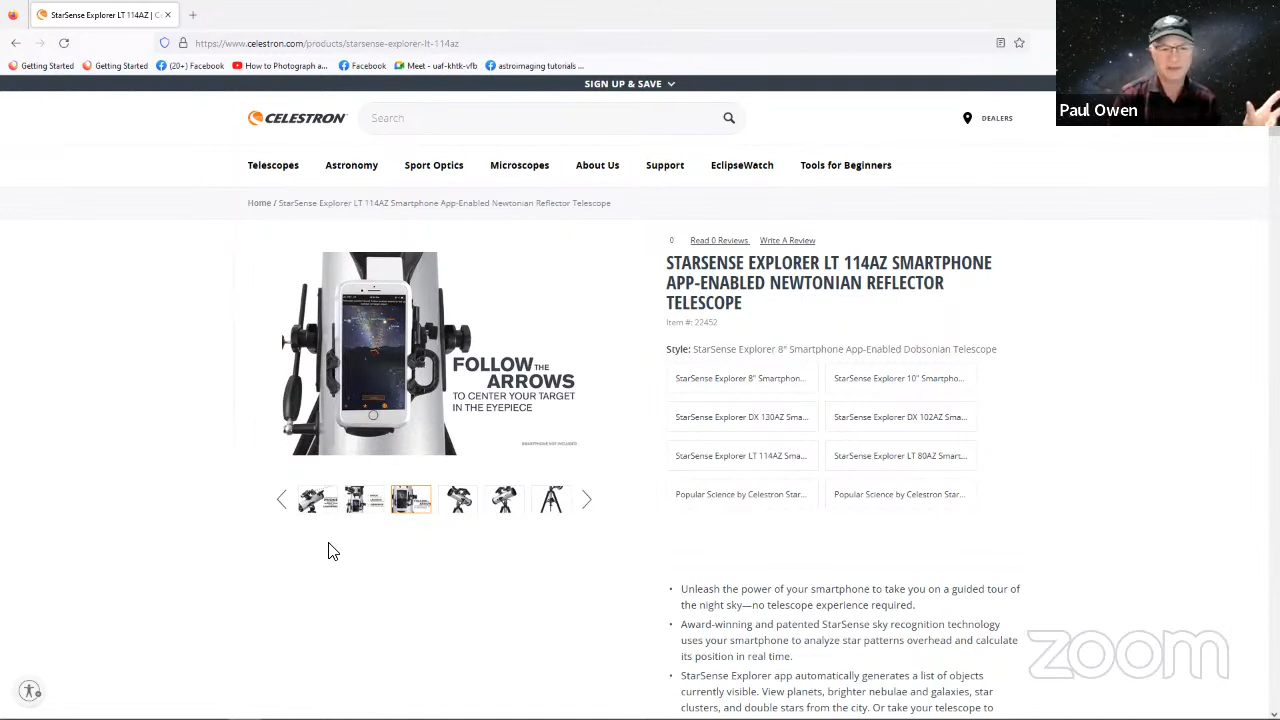 StarSense Explorer LT 114AZ | C
https://www.celestron.com/products/starsense-explorer-lt-114az
Getting Started
Getting Started
(20+) Facebook
How to Photograph a...
Facebook
Meet - uaf-khtk-vfb
astroimaging tutorials ...
Paul Owen
SIGN UP & SAVE
CELESTRON
Search
DEALERS
Telescopes
Astronomy
Sport Optics
Microscopes
About Us
Support
EclipseWatch
Tools for Beginners
Home / StarSense Explorer LT 114AZ Smartphone App-Enabled Newtonian Reflector Telescope
FOLLOW THE
ARROWS
TO CENTER YOUR TARGET
IN THE EYEPIECE
SMARTPHONE NOT INCLUDED
0 Read 0 Reviews Write A Review
STARSENSE EXPLORER LT 114AZ SMARTPHONE
APP-ENABLED NEWTONIAN REFLECTOR
TELESCOPE
Item #: 22452
Style: StarSense Explorer 8" Smartphone App-Enabled Dobsonian Telescope
StarSense Explorer 8" Smartphon...
StarSense Explorer 10" Smartpho...
StarSense Explorer DX 130AZ Sma...
StarSense Explorer DX 102AZ Sma...
StarSense Explorer LT 114AZ Sma...
StarSense Explorer LT 80AZ Smart...
Popular Science by Celestron Star...
Popular Science by Celestron Star...
• Unleash the power of your smartphone to take you on a guided tour of
the night sky—no telescope experience required.
• Award-winning and patented StarSense sky recognition technology
uses your smartphone to analyze star patterns overhead and calculate
its position in real time.
• StarSense Explorer app automatically generates a list of objects
currently visible. View planets, brighter nebulae and galaxies, star
clusters, and double stars from the city. Or take your telescope to
zoom